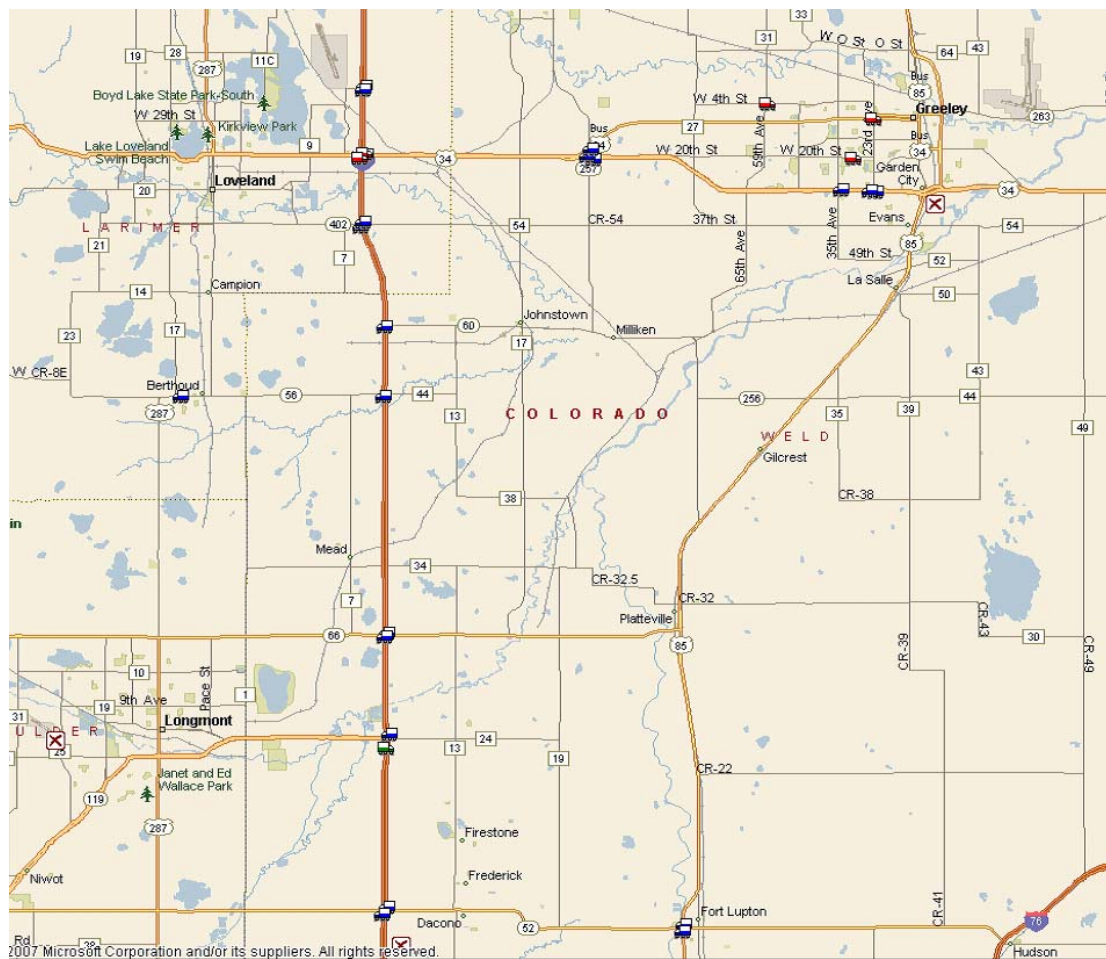 33
19
28
31
W O St
O St
43
64
11C
287
Boyd Lake State Park-South
Bus
85
W 4th St
W 29th St
Greeley
Kirkview Park
Bus
27
23rd Ave
263
9
Lake Loveland
Swim Beach
34
W 20th St
59th Ave
W 20th St
Bus
34
257
Garden
City
20
Loveland
34
402
CR-54
37th St
54
Evans
54
LARIMER
21
7
65th Ave
35th Ave
49th St
85
52
14
Campion
La Salle
50
23
17
Johnstown
60
Milliken
17
W CR-8E
43
Berthoud
56
44
256
44
287
13
COLORADO
35
39
49
WELD
Gilcrest
38
CR-38
in
Mead
34
CR-32.5
7
CR-32
Platteville
CR-43
66
85
CR-39
30
CR-49
10
Pace St
1
19
9th Ave
31
Longmont
ULDER
25
13
24
19
CR-22
Janet and Ed
Wallace Park
119
287
Firestone
Niwot
Frederick
CR-41
Dacono
52
Fort Lupton
76
Rd
28
Hudson
2007 Microsoft Corporation and/or its suppliers. All rights reserved.